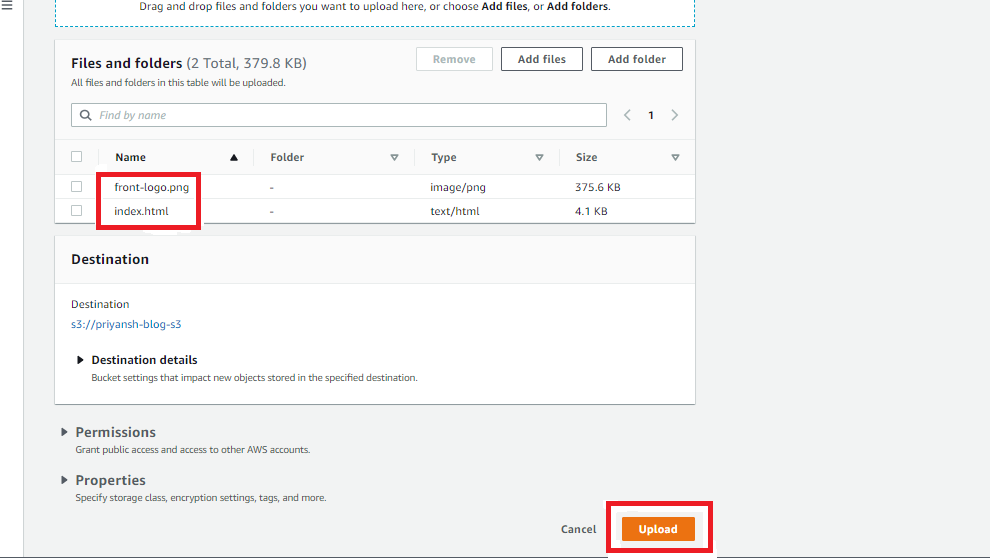 Drag and drop files and folders you want to upload here, or choose Add files, or Add folders.
Files and folders (2 Total, 379.8 KB)
All files and folders in this table will be uploaded.
Remove
Add files
Add folder
Find by name
1
Name Folder Type Size
front-logo.png - image/png 375.6 KB
index.html - text/html 4.1 KB
Destination
Destination
s3://priyansh-blog-s3
Destination details
Bucket settings that impact new objects stored in the specified destination.
Permissions
Grant public access and access to other AWS accounts.
Properties
Specify storage class, encryption settings, tags, and more.
Cancel Upload